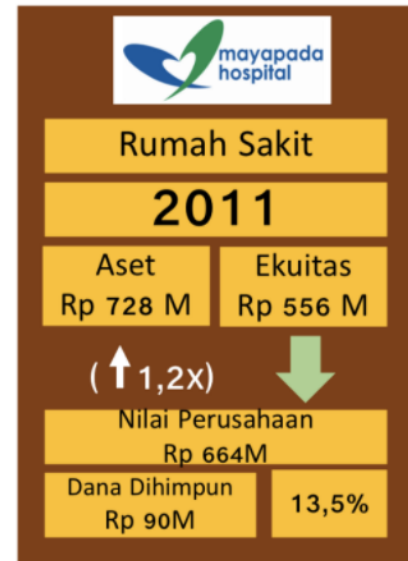 mayapada
hospital
Rumah Sakit
2011
Aset
Rp 728 M
Ekuitas
Rp 556 M
(↑1,2x)
Nilai Perusahaan
Rp 664M
Dana Dihimpun
Rp 90M
13,5%